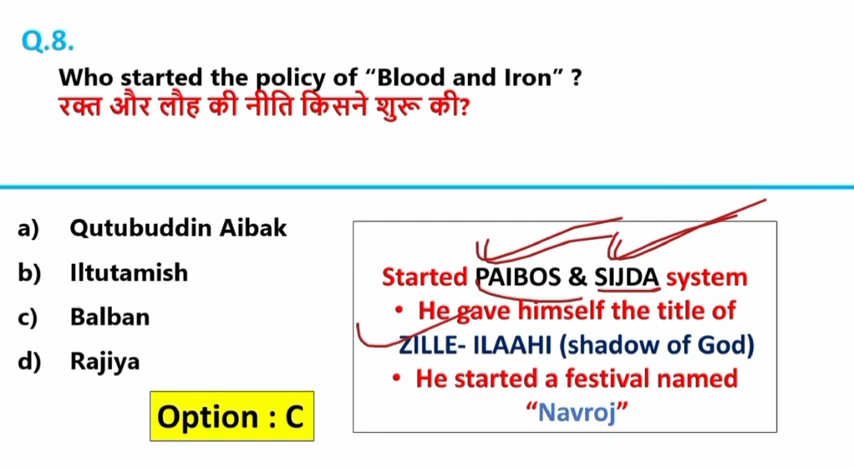 Q.8.
Who started the policy of “Blood and Iron” ?
रक्त और लौह की नीति किसने शुरू की?
a) Qutubuddin Aibak
b) Iltutamish
c) Balban
d) Rajiya
Option : C
Started PAIBOS & SIJDA system
• He gave himself the title of
ZILLE- ILAAHI (shadow of God)
• He started a festival named
“Navroj”